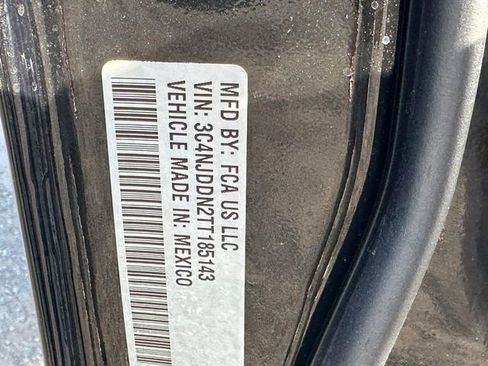 MFD BY: FCA US LLC
VIN: 3C4NJDDN2TT185143
VEHICLE MADE IN: MEXICO